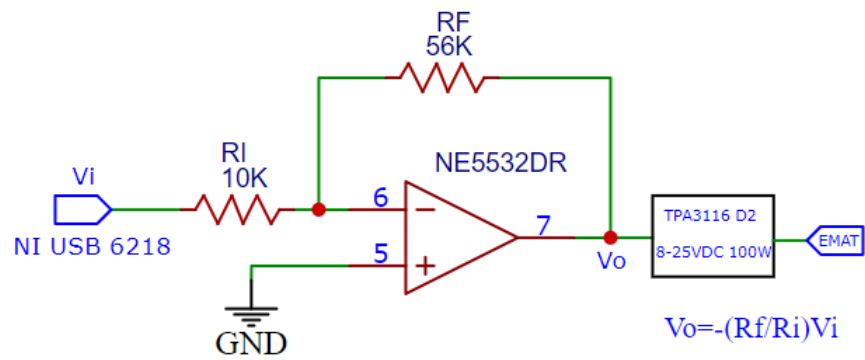 RF
56K
RI
10K
NE5532DR
Vi
NI USB 6218
6
5
7
Vo
TPA3116 D2
8-25VDC 100W
EMAT
GND
Vo=-(Rf/Ri)Vi